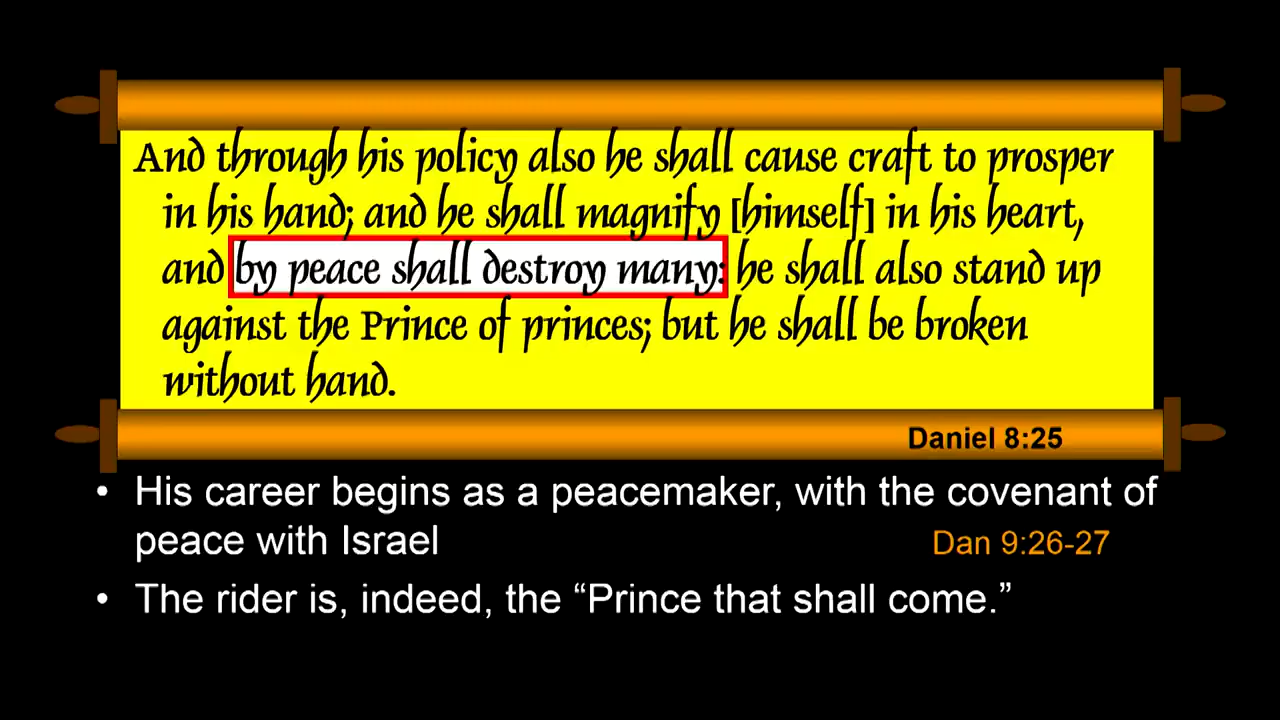 And through his policy also he shall cause craft to prosper
in his hand; and he shall magnify [himself] in his heart,
and by peace shall destroy many: he shall also stand up
against the Prince of princes; but he shall be broken
without hand.
Daniel 8:25
• His career begins as a peacemaker, with the covenant of
peace with Israel Dan 9:26-27
• The rider is, indeed, the “Prince that shall come.”